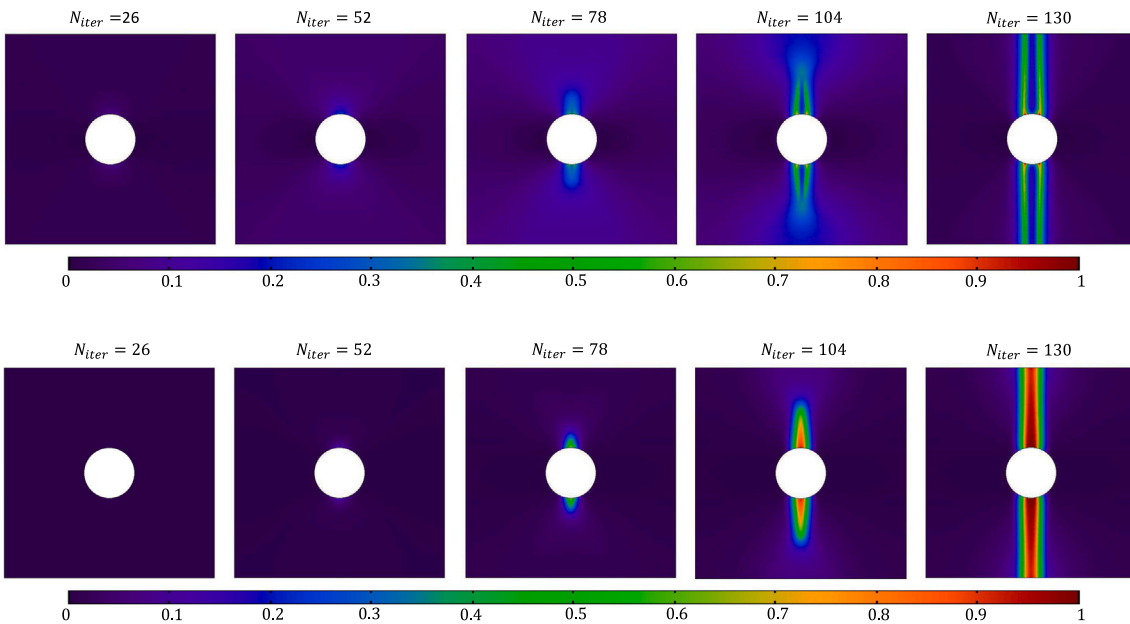 N_iter =26 N_iter = 52 N_iter = 78 N_iter = 104 N_iter = 130
0 0.1 0.2 0.3 0.4 0.5 0.6 0.7 0.8 0.9 1
N_iter = 26 N_iter = 52 N_iter = 78 N_iter = 104 N_iter = 130
0 0.1 0.2 0.3 0.4 0.5 0.6 0.7 0.8 0.9 1